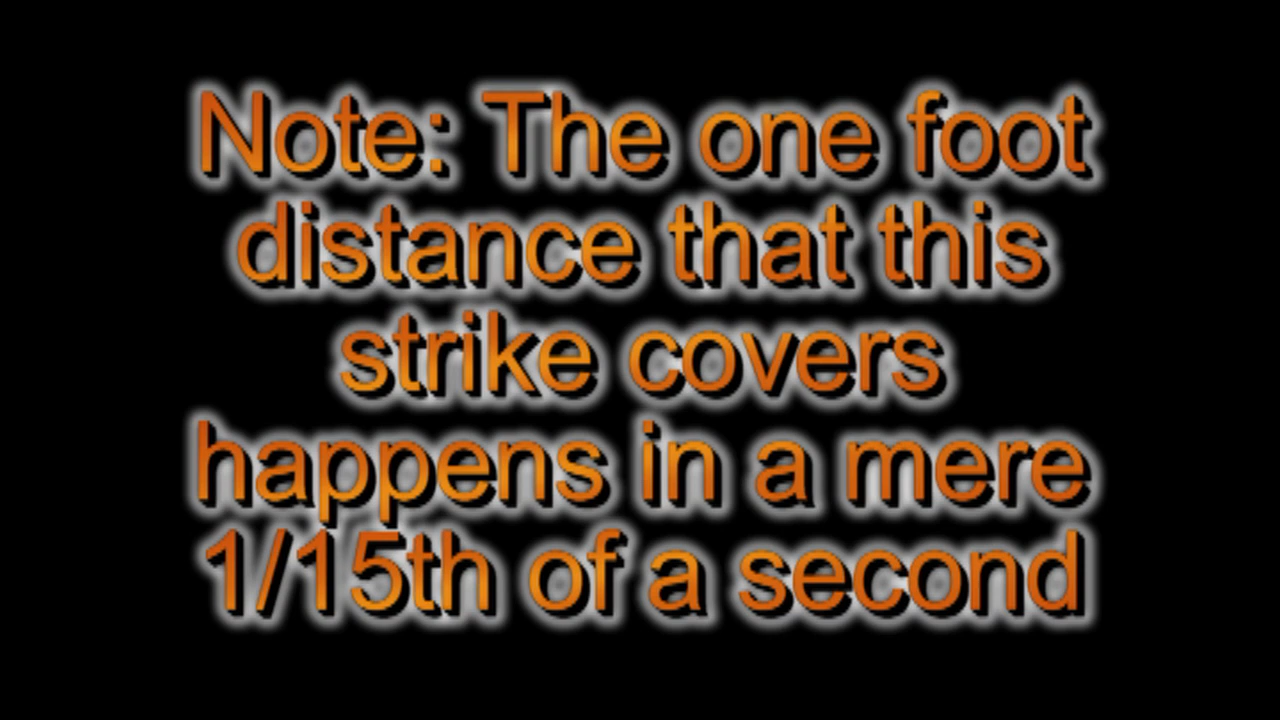 Note: The one foot
distance that this
strike covers
happens in a mere
1/15th of a second